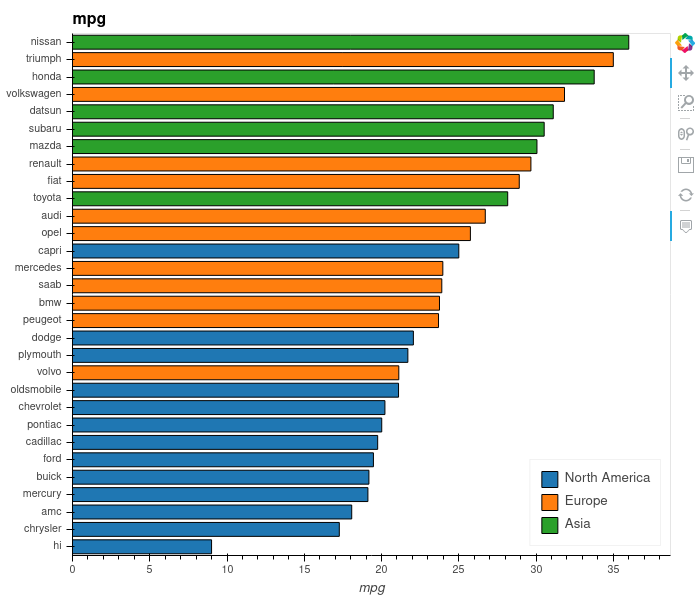 mpg
nissan
triumph
honda
volkswagen
datsun
subaru
mazda
renault
fiat
toyota
audi
opel
capri
mercedes
saab
bmw
peugeot
dodge
plymouth
volvo
oldsmobile
chevrolet
pontiac
cadillac
ford
buick
mercury
amc
chrysler
hi
North America
Europe
Asia
0 5 10 15 20 25 30 35
mpg